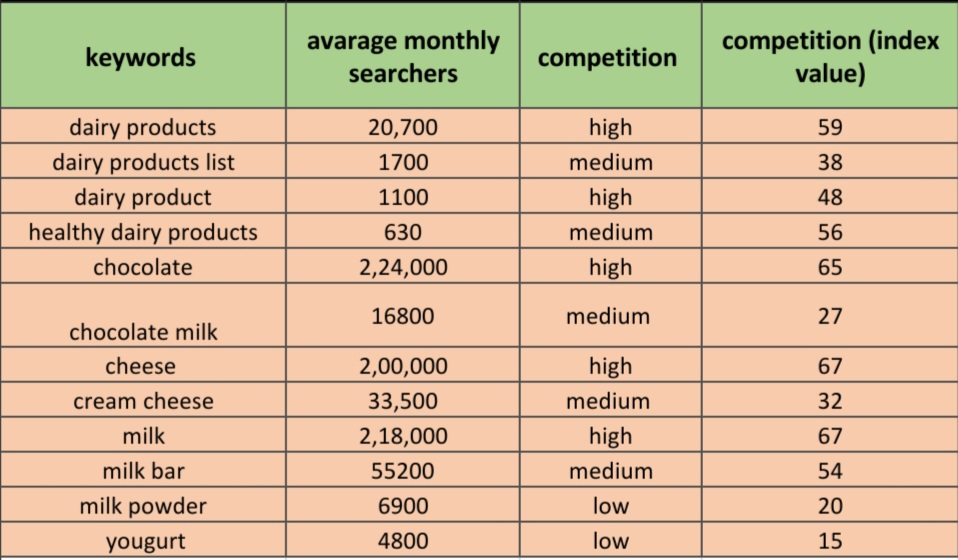 keywords avarage monthly searchers competition competition (index value)
dairy products 20,700 high 59
dairy products list 1700 medium 38
dairy product 1100 high 48
healthy dairy products 630 medium 56
chocolate 2,24,000 high 65
chocolate milk 16800 medium 27
cheese 2,00,000 high 67
cream cheese 33,500 medium 32
milk 2,18,000 high 67
milk bar 55200 medium 54
milk powder 6900 low 20
yougurt 4800 low 15